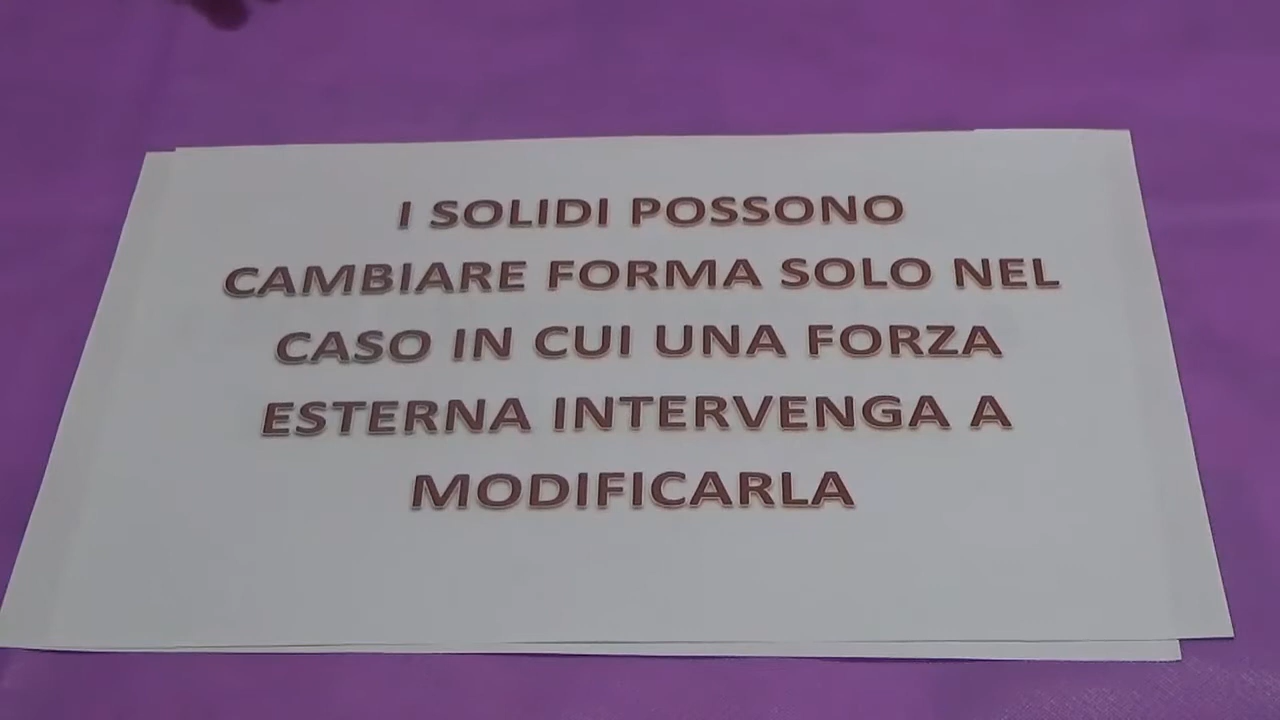 I SOLIDI POSSONO
CAMBIARE FORMA SOLO NEL
CASO IN CUI UNA FORZA
ESTERNA INTERVENGA A
MODIFICARLA